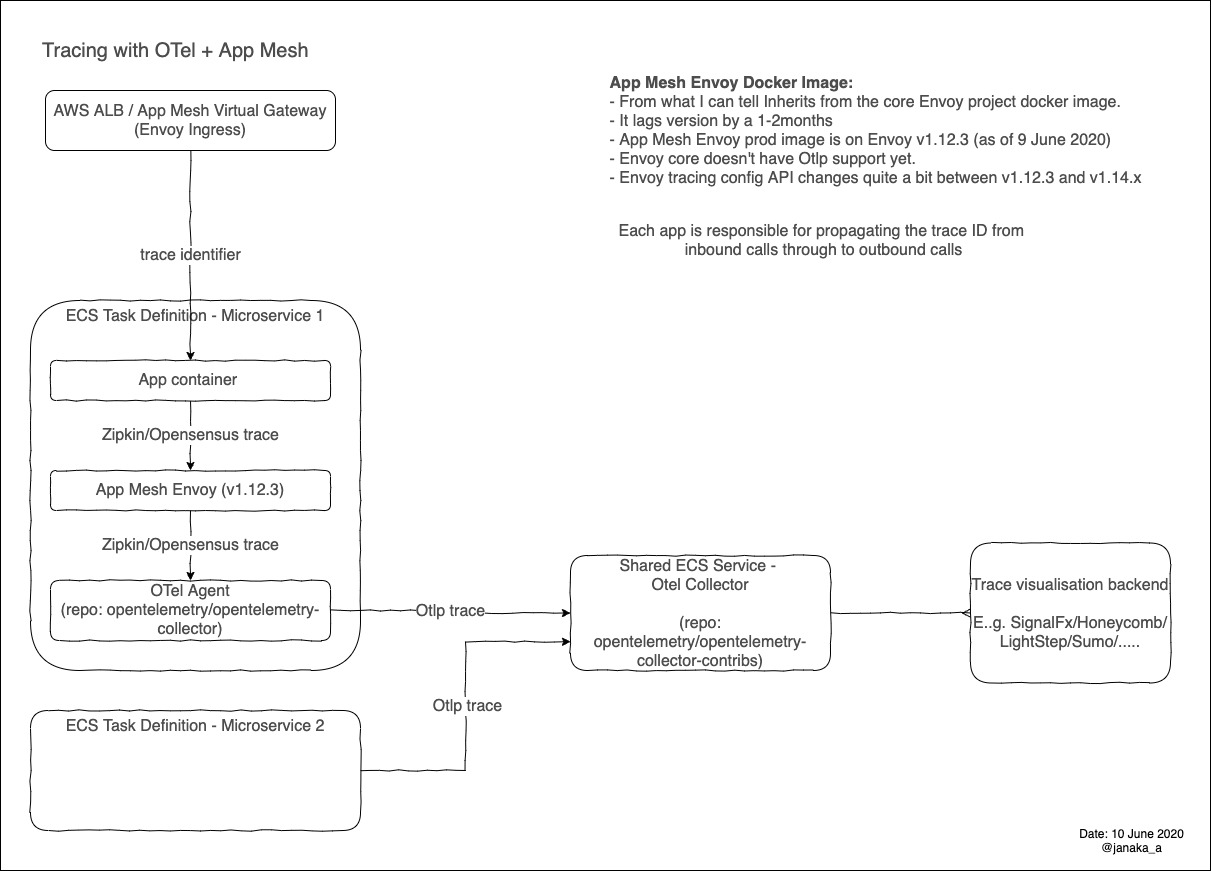 Tracing with OTel + App Mesh
AWS ALB / App Mesh Virtual Gateway
(Envoy Ingress)
App Mesh Envoy Docker Image:
- From what I can tell Inherits from the core Envoy project docker image.
- It lags version by a 1-2months
- App Mesh Envoy prod image is on Envoy v1.12.3 (as of 9 June 2020)
- Envoy core doesn't have Otlp support yet.
- Envoy tracing config API changes quite a bit between v1.12.3 and v1.14.x
Each app is responsible for propagating the trace ID from
inbound calls through to outbound calls
trace identifier
ECS Task Definition - Microservice 1
App container
Zipkin/Opensensus trace
App Mesh Envoy (v1.12.3)
Zipkin/Opensensus trace
OTel Agent
(repo: opentelemetry/opentelemetry-
collector)
Otlp trace
Shared ECS Service -
Otel Collector
(repo:
opentelemetry/opentelemetry-
collector-contribs)
Trace visualisation backend
E..g. SignalFx/Honeycomb/
LightStep/Sumo/.....
Otlp trace
ECS Task Definition - Microservice 2
Date: 10 June 2020
@janaka_a